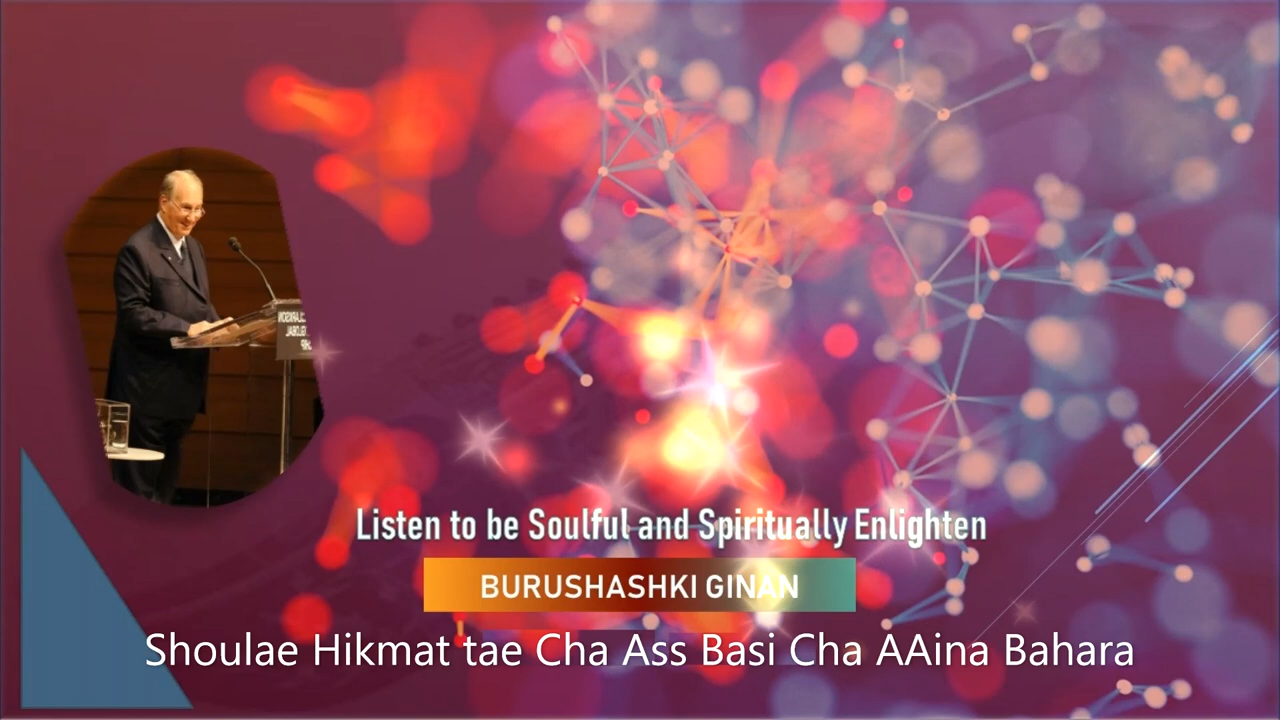 Listen to be Soulful and Spiritually Enlighten
BURUSHASHKI GINAN
Shoulae Hikmat tae Cha Ass Basi Cha AAina Bahara